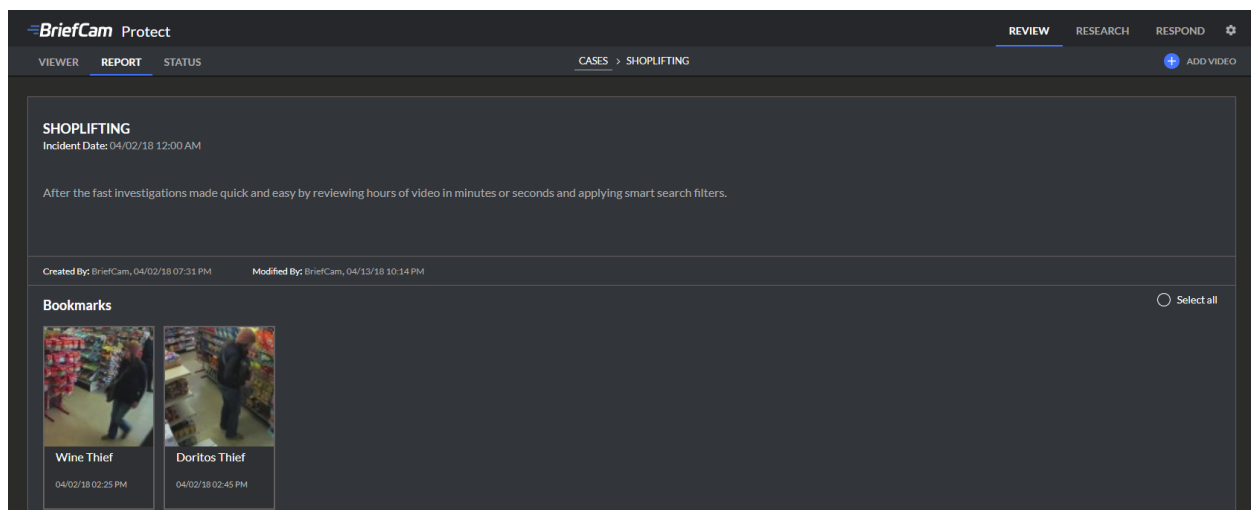 BriefCam Protect
REVIEW RESEARCH RESPOND
VIEWER REPORT STATUS
CASES > SHOPLIFTING
ADD VIDEO
SHOPLIFTING
Incident Date: 04/02/18 12:00 AM
After the fast investigations made quick and easy by reviewing hours of video in minutes or seconds and applying smart search filters.
Created By: BriefCam, 04/02/18 07:31 PM
Modified By: BriefCam, 04/13/18 10:14 PM
Bookmarks
Select all
Wine Thief
04/02/18 02:25 PM
Doritos Thief
04/02/18 02:45 PM